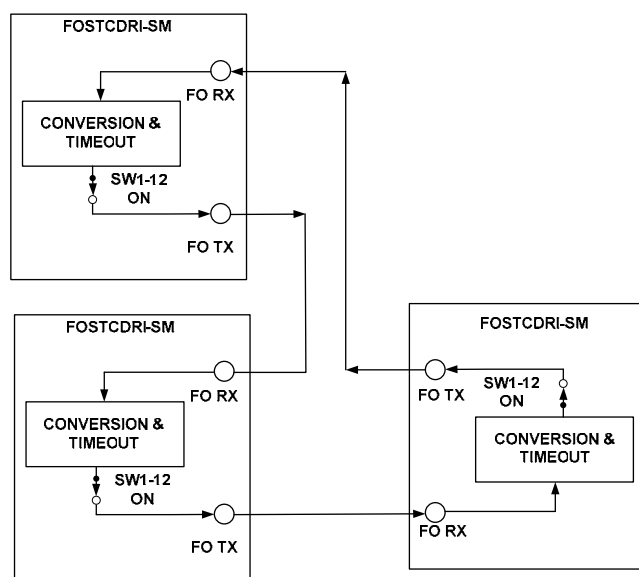 FOSTCDRI-SM
FO RX
CONVERSION &
TIMEOUT
SW1-12
ON
FO TX
FOSTCDRI-SM
FO RX
CONVERSION &
TIMEOUT
SW1-12
ON
FO TX
FOSTCDRI-SM
FO TX
SW1-12
ON
CONVERSION &
TIMEOUT
FO RX